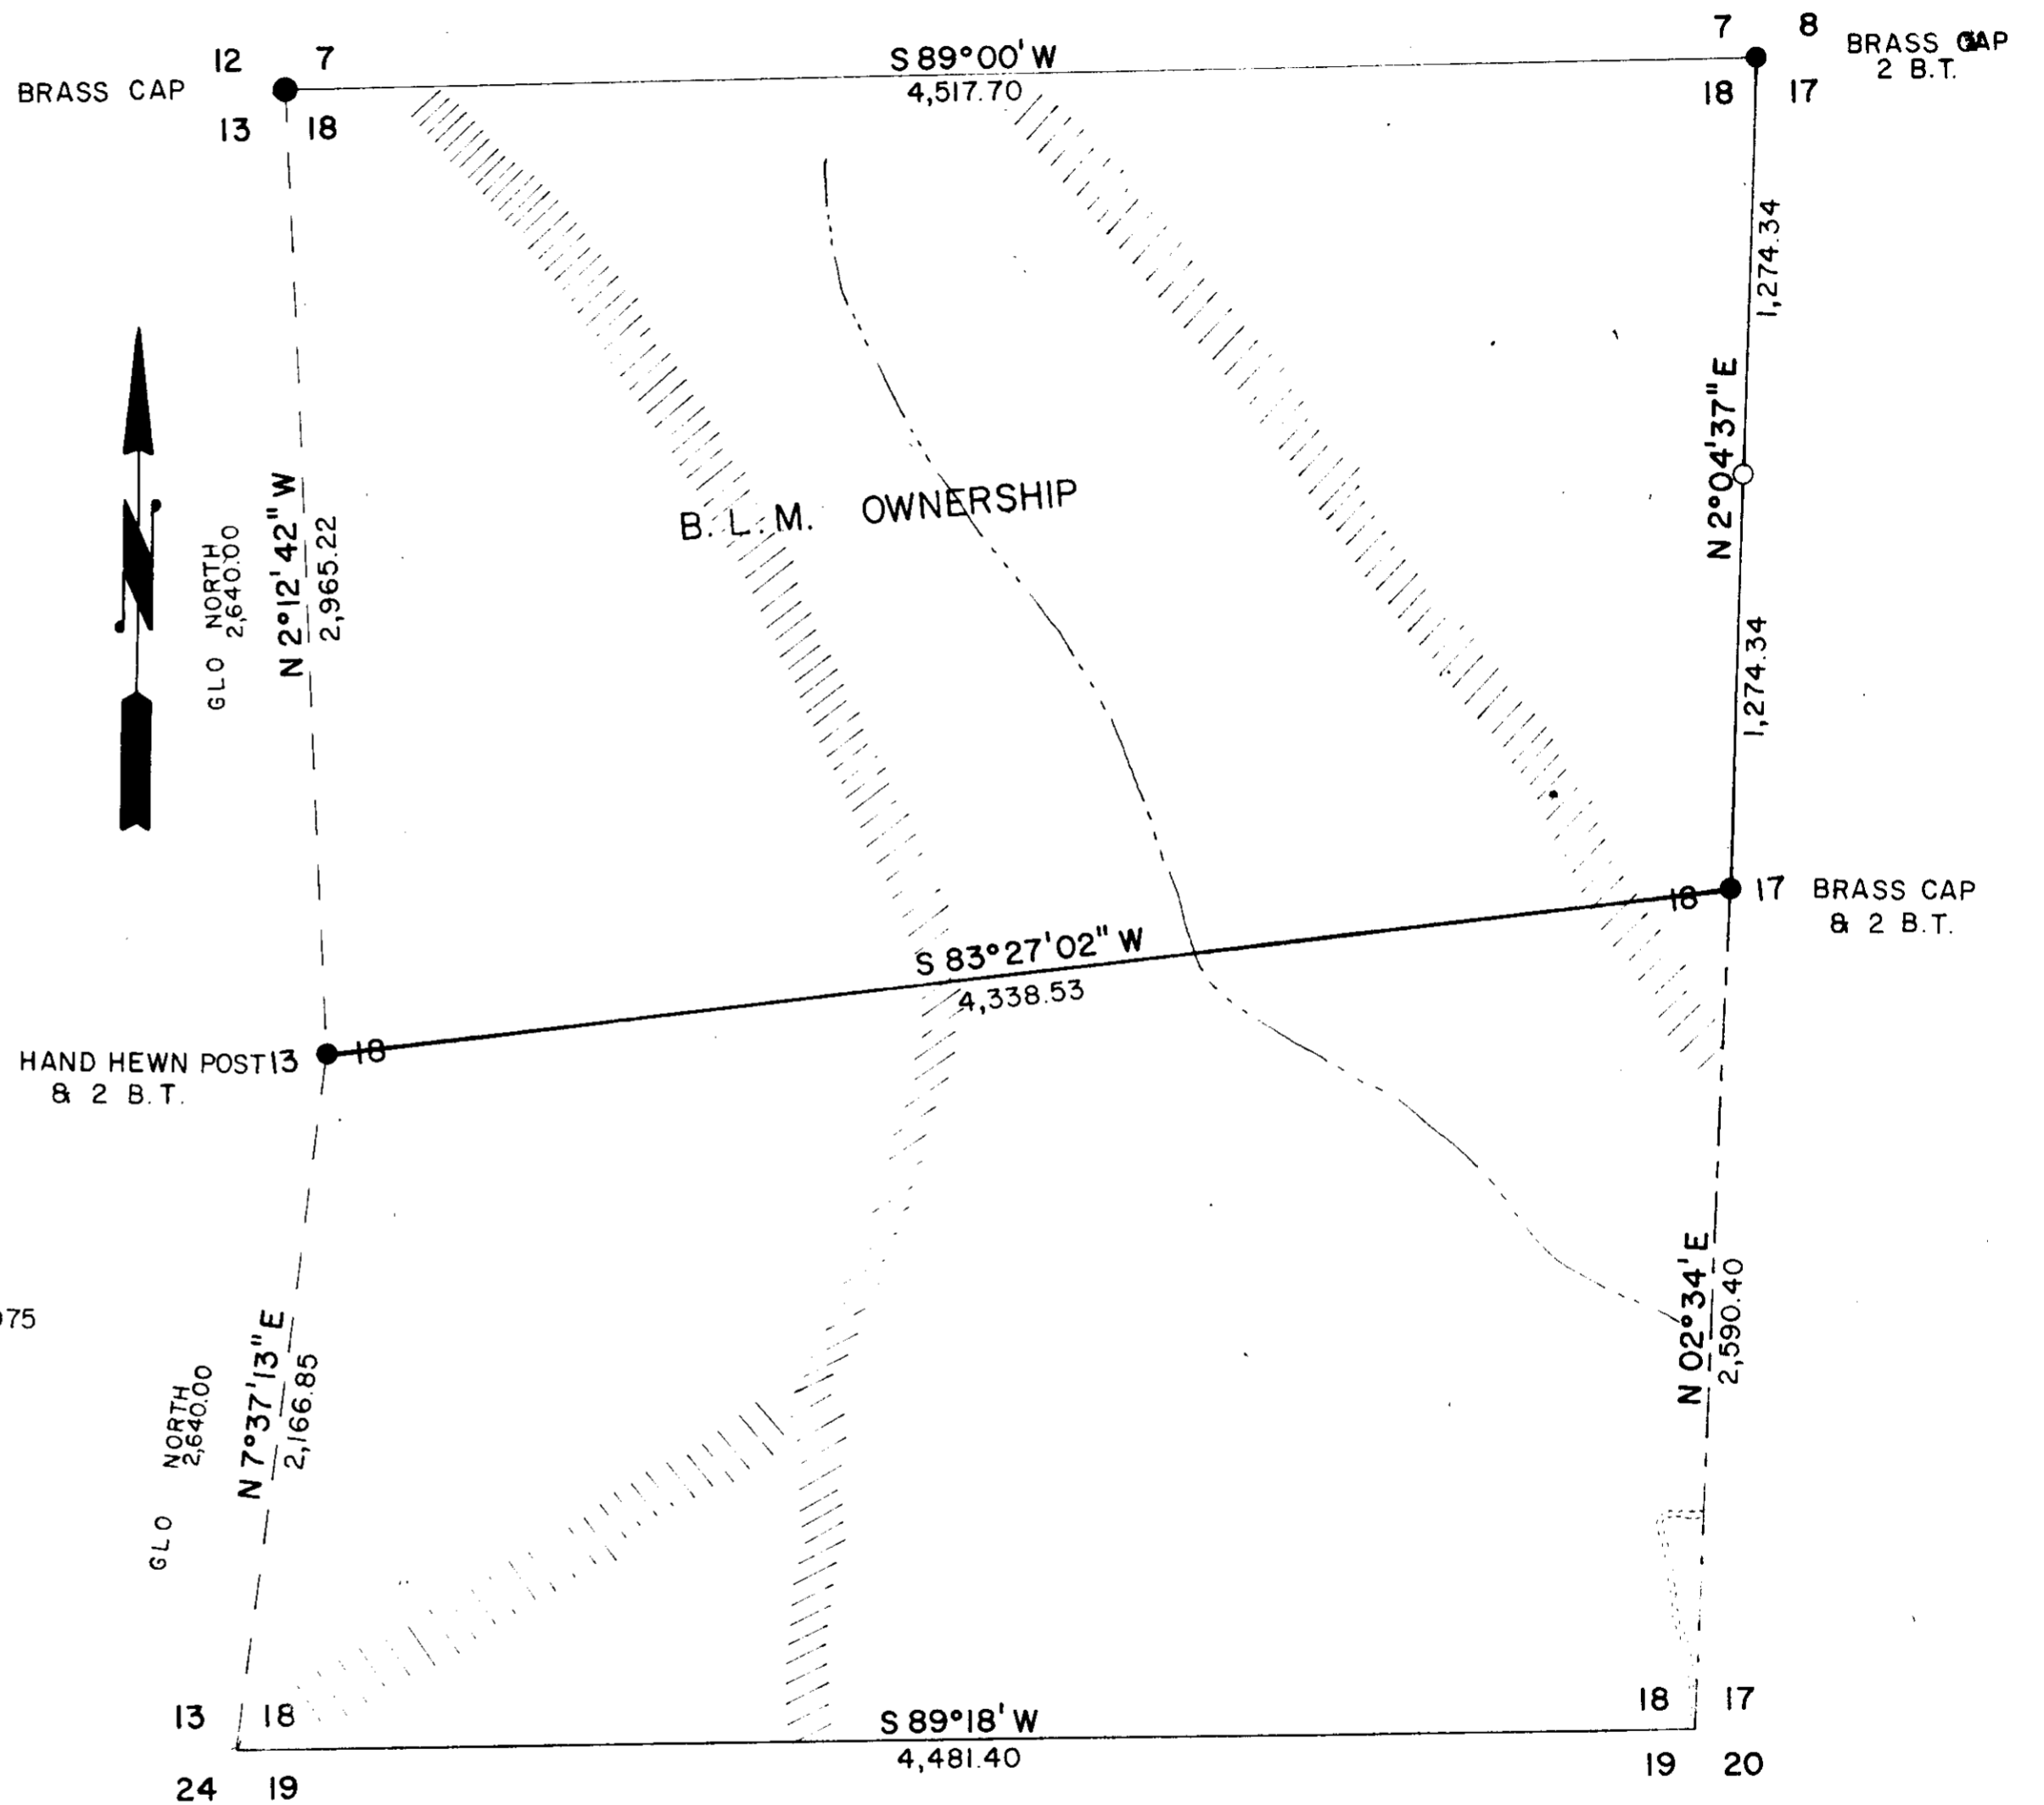 12 7
BRASS CAP
13 18
S 89°00' W
4,517.70
7 8
BRASS CAP
2 B.T.
18 17
1,274.34
N 2°04'37" E
1,274.34
GLO NORTH
2,640.00
N 2°12'42" W
2,965.22
B.L.M. OWNERSHIP
18 17 BRASS CAP
& 2 B.T.
S 83°27'02" W
4,338.53
HAND HEWN POST 13 18
& 2 B.T.
N 02°34' E
2,590.40
75
GLO NORTH
2,640.00
N 7°37'13" E
2,166.85
13 18
24 19
S 89°18' W
4,481.40
18 17
19 20